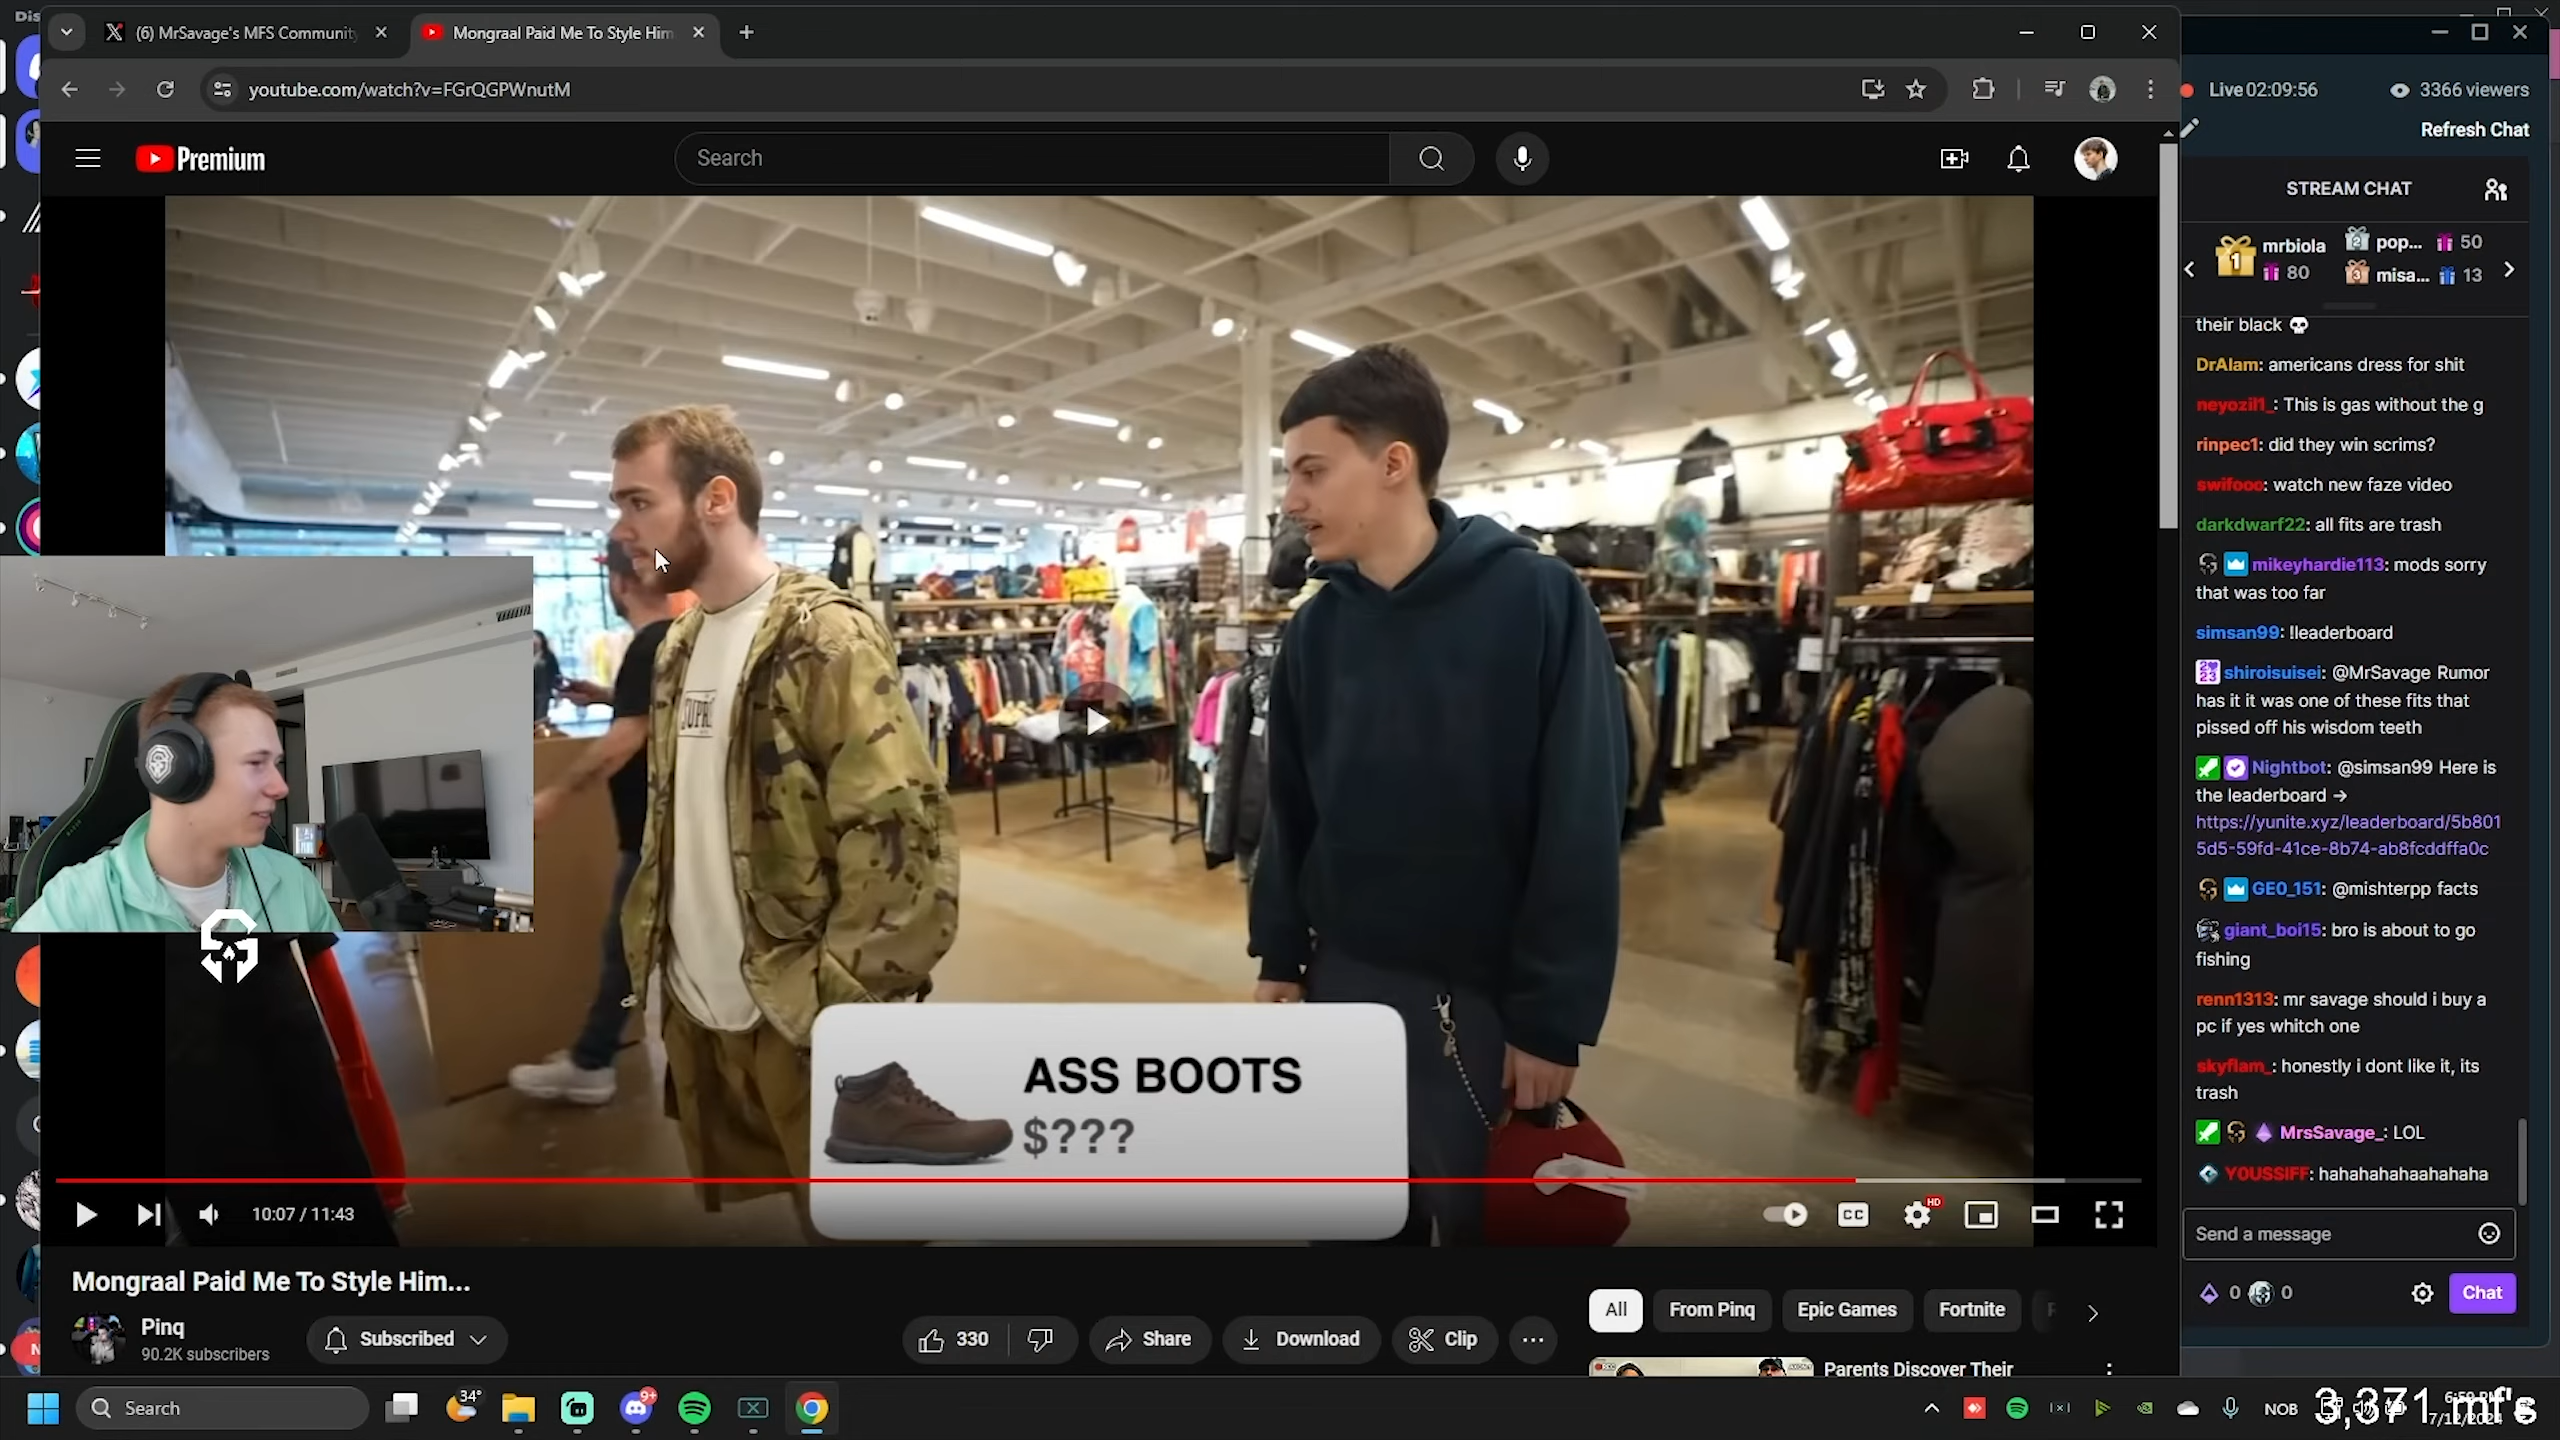 Dis
(6) MrSavage's MFS Community
Mongraal Paid Me To Style Him
youtube.com/watch?v=FGrQGPWnutM
Premium
Search
ASS BOOTS
$???
10:07 / 11:43
CC
HD
Mongraal Paid Me To Style Him...
Pinq
90.2K subscribers
Subscribed
330
Share
Download
Clip
All
From Pinq
Epic Games
Fortnite
Parents Discover Their
Live 02:09:56
3366 viewers
Refresh Chat
STREAM CHAT
1
mrbiola
80
2
pop...
50
3
misa...
13
their black 💀
DrAlam: americans dress for shit
neyozil1_: This is gas without the g
rinpec1: did they win scrims?
swifooo: watch new faze video
darkdwarf22: all fits are trash
mikeyhardie113: mods sorry
that was too far
simsan99: !leaderboard
shiroisuisei: @MrSavage Rumor
has it it was one of these fits that
pissed off his wisdom teeth
Nightbot: @simsan99 Here is
the leaderboard →
https://yunite.xyz/leaderboard/5b801
5d5-59fd-41ce-8b74-ab8fcddffa0c
GE0_151: @mishterpp facts
giant_boi15: bro is about to go
fishing
renn1313: mr savage should i buy a
pc if yes whitch one
skyflam_: honestly i dont like it, its
trash
MrsSavage_: LOL
Y0USSIFF: hahahahahaahahaha
Send a message
0
0
Chat
Search
34°
9+
NOB
3,371 mf's